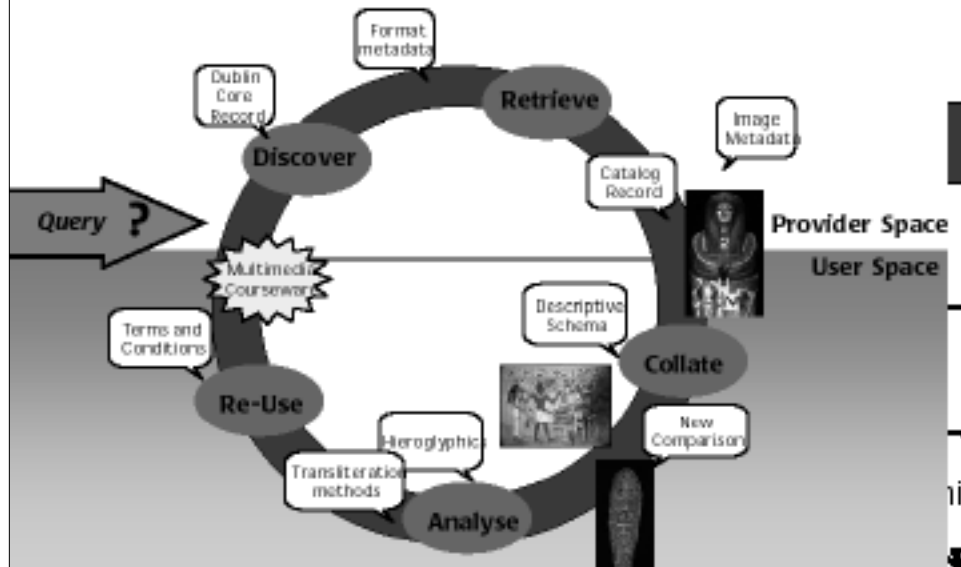 Format
metadata
Dublin
Core
Record
Retrieve
Image
Metadata
Discover
Catalog
Record
Query ?
Provider Space
User Space
Multimedia
Courseware
Descriptive
Schema
Terms and
Conditions
Collate
Re-Use
New
Comparison
Hieroglyphics
Transliteration
methods
Analyse